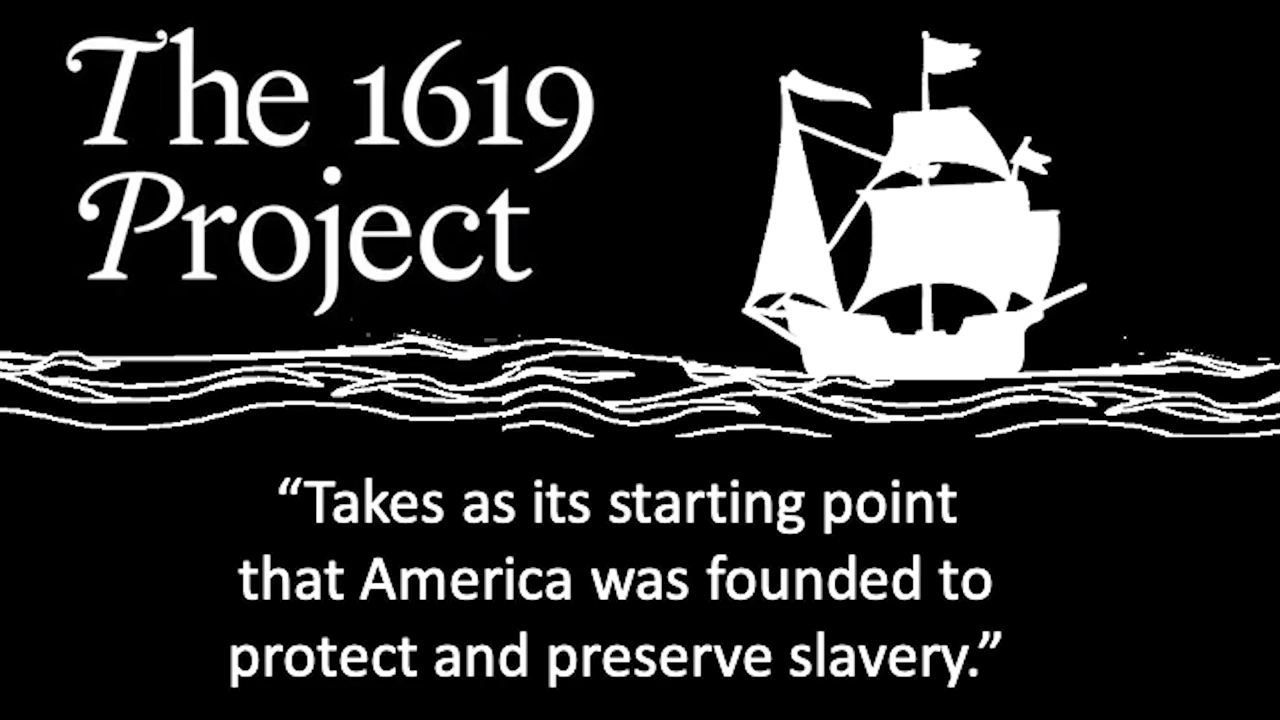 The 1619
Project
“Takes as its starting point
that America was founded to
protect and preserve slavery.”